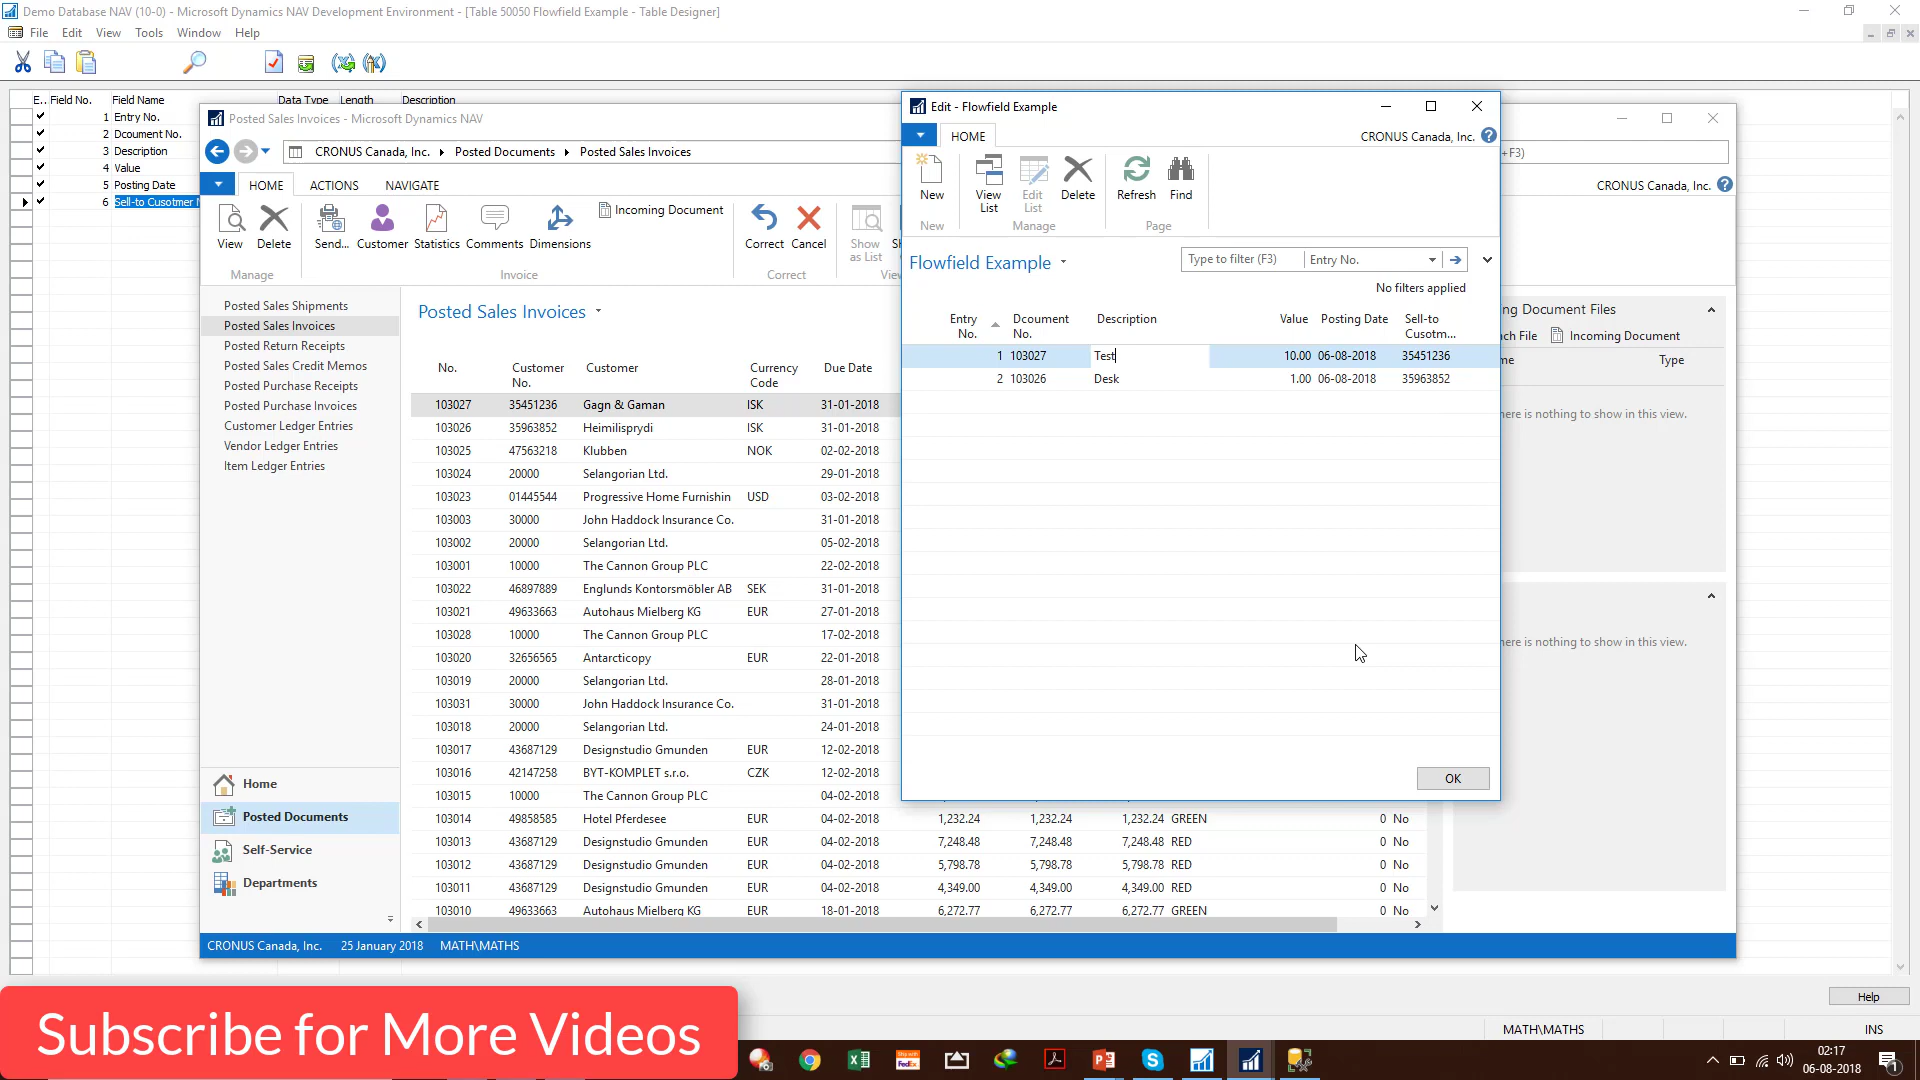 Demo Database NAV (10-0) - Microsoft Dynamics NAV Development Environment - [Table 50050 Flowfield Example - Table Designer]
File Edit View Tools Window Help
E.. Field No. Field Name Data Type Length Description
1 Entry No.
2 Dcument No.
3 Description
4 Value
5 Posting Date
6 Sell-to Cusotmer
Posted Sales Invoices - Microsoft Dynamics NAV
CRONUS Canada, Inc. Posted Documents Posted Sales Invoices
+F3)
HOME ACTIONS NAVIGATE
CRONUS Canada, Inc.
View Delete Send... Customer Statistics Comments Dimensions Incoming Document Correct Cancel Show as List
Manage Invoice Correct
Posted Sales Shipments
Posted Sales Invoices
Posted Return Receipts
Posted Sales Credit Memos
Posted Purchase Receipts
Posted Purchase Invoices
Customer Ledger Entries
Vendor Ledger Entries
Item Ledger Entries
Home
Posted Documents
Self-Service
Departments
Posted Sales Invoices
No. Customer No. Customer Currency Code Due Date
103027 35451236 Gagn & Gaman ISK 31-01-2018
103026 35963852 Heimilisprydi ISK 31-01-2018
103025 47563218 Klubben NOK 02-02-2018
103024 20000 Selangorian Ltd. 29-01-2018
103023 01445544 Progressive Home Furnishin USD 03-02-2018
103003 30000 John Haddock Insurance Co. 31-01-2018
103002 20000 Selangorian Ltd. 05-02-2018
103001 10000 The Cannon Group PLC 22-02-2018
103022 46897889 Englunds Kontorsmöbler AB SEK 31-01-2018
103021 49633663 Autohaus Mielberg KG EUR 27-01-2018
103028 10000 The Cannon Group PLC 17-02-2018
103020 32656565 Antarcticopy EUR 22-01-2018
103019 20000 Selangorian Ltd. 28-01-2018
103031 30000 John Haddock Insurance Co. 31-01-2018
103018 20000 Selangorian Ltd. 24-01-2018
103017 43687129 Designstudio Gmunden EUR 12-02-2018
103016 42147258 BYT-KOMPLET s.r.o. CZK 12-02-2018
103015 10000 The Cannon Group PLC 04-02-2018
103014 49858585 Hotel Pferdesee EUR 04-02-2018 1,232.24 1,232.24 1,232.24 GREEN 0 No
103013 43687129 Designstudio Gmunden EUR 04-02-2018 7,248.48 7,248.48 7,248.48 RED 0 No
103012 43687129 Designstudio Gmunden EUR 04-02-2018 5,798.78 5,798.78 5,798.78 RED 0 No
103011 43687129 Designstudio Gmunden EUR 04-02-2018 4,349.00 4,349.00 4,349.00 RED 0 No
103010 49633663 Autohaus Mielberg KG EUR 18-01-2018 6,272.77 6,272.77 6,272.77 GREEN 0 No
CRONUS Canada, Inc. 25 January 2018 MATH\MATHS
Edit - Flowfield Example
HOME
CRONUS Canada, Inc.
New View List Edit List Delete Refresh Find
New Manage Page
Flowfield Example
Type to filter (F3) Entry No.
No filters applied
Entry No. Dcoument No. Description Value Posting Date Sell-to Cusotm...
1 103027 Test 10.00 06-08-2018 35451236
2 103026 Desk 1.00 06-08-2018 35963852
OK
ng Document Files
ch File Incoming Document
Type
ere is nothing to show in this view.
ere is nothing to show in this view.
Help
MATH\MATHS INS
Subscribe for More Videos
02:17
06-08-2018